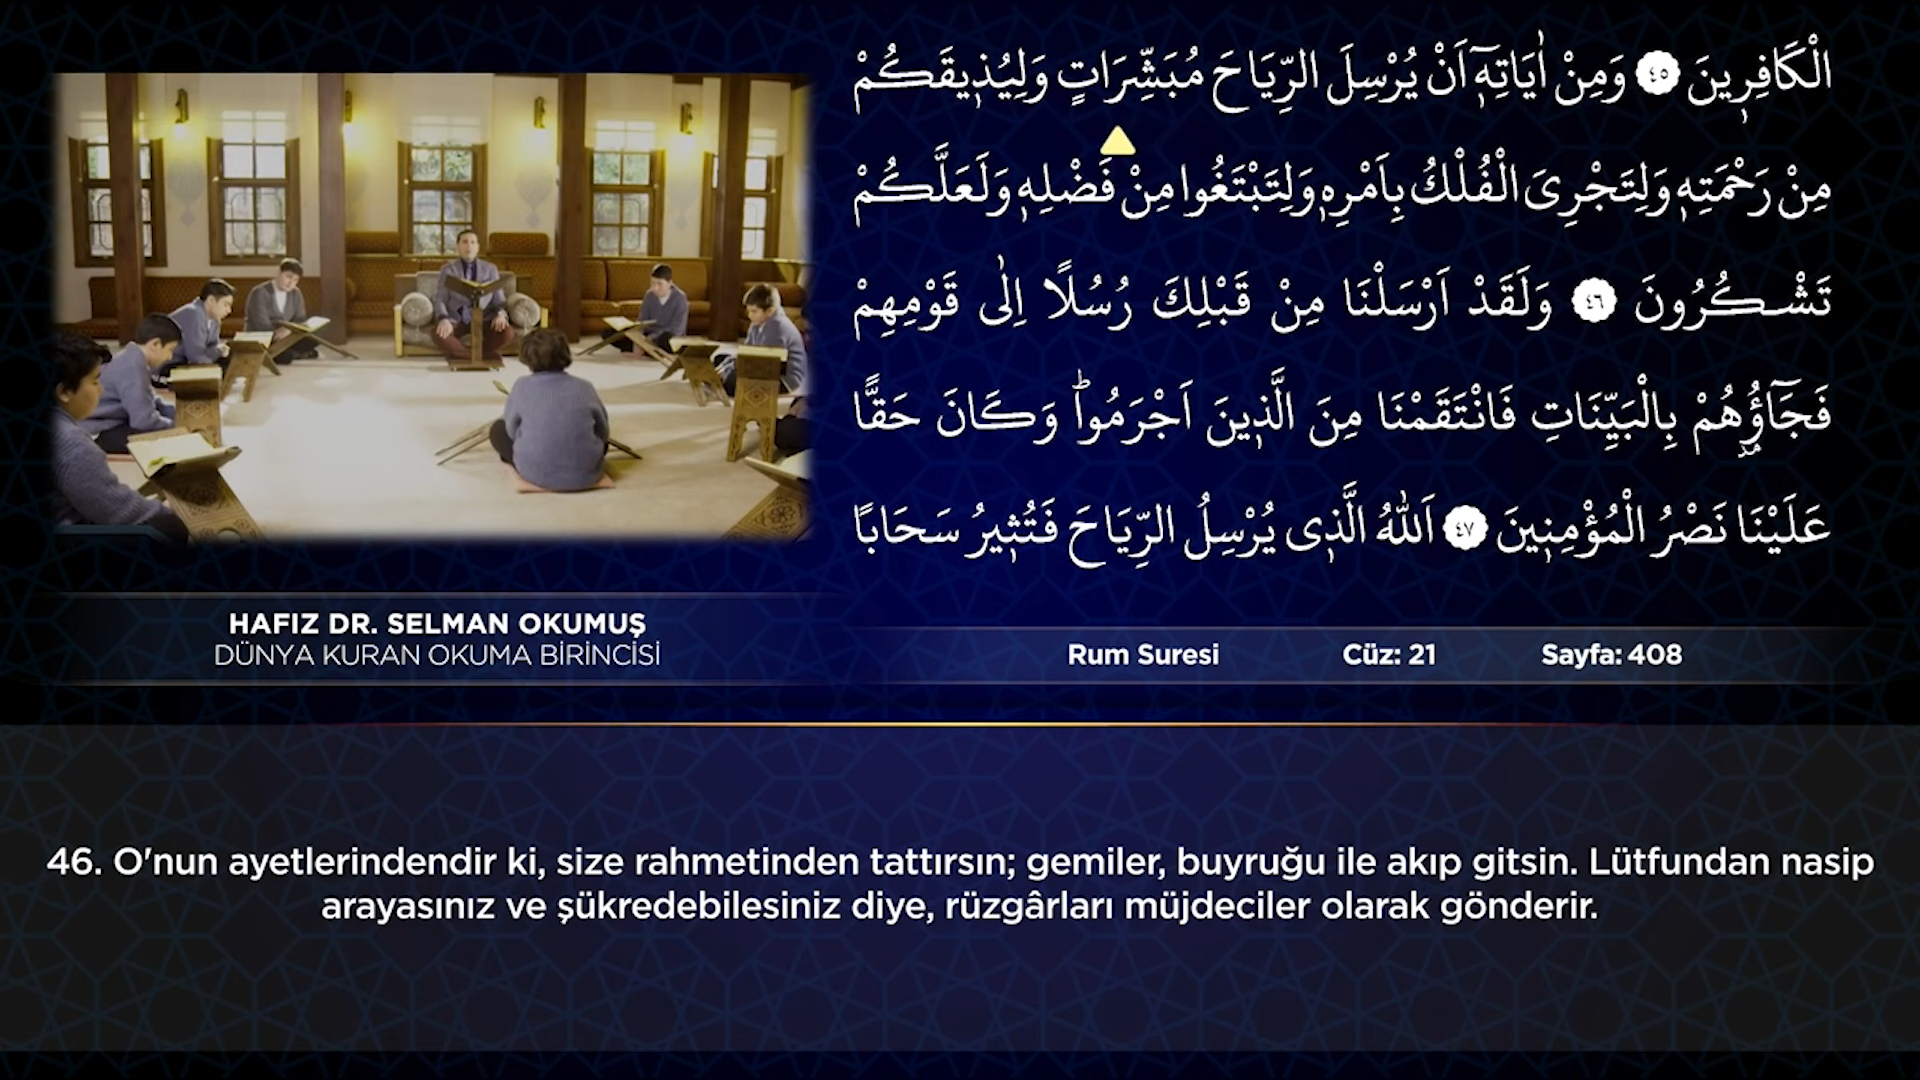 الْكَافِرِينَ ٤٥ وَمِنْ اٰيَاتِهِٓ اَنْ يُرْسِلَ الرِّيَاحَ مُبَشِّرَاتٍ وَلِيُذِيقَكُمْ
مِنْ رَحْمَتِهِ وَلِتَجْرِىَ الْفُلْكُ بِاَمْرِهِ وَلِتَبْتَغُوا مِنْ فَضْلِهِ وَلَعَلَّكُمْ
تَشْكُرُونَ ٤٦ وَلَقَدْ اَرْسَلْنَا مِنْ قَبْلِكَ رُسُلًا اِلٰى قَوْمِهِمْ
فَجَٓاؤُ۫هُمْ بِالْبَيِّنَاتِ فَانْتَقَمْنَا مِنَ الَّذِينَ اَجْرَمُواۜ وَكَانَ حَقًّا
عَلَيْنَا نَصْرُ الْمُؤْمِنِينَ ٤٧ اَللّٰهُ الَّذِى يُرْسِلُ الرِّيَاحَ فَتُثِيرُ سَحَابًا
HAFIZ DR. SELMAN OKUMUŞ
DÜNYA KURAN OKUMA BİRİNCİSİ
Rum Suresi Cüz: 21 Sayfa: 408
46. O'nun ayetlerindendir ki, size rahmetinden tattırsın; gemiler, buyruğu ile akıp gitsin. Lütfundan nasip
arayasınız ve şükredebilesiniz diye, rüzgârları müjdeciler olarak gönderir.